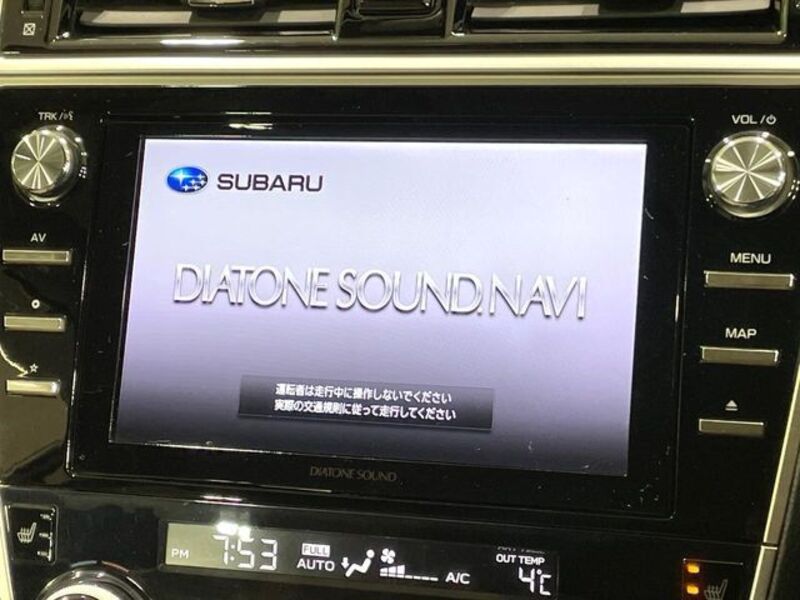 TRK/
VOL /
SUBARU
AV
MENU
DIATONE SOUND.NAVI
MAP
運転者は走行中に操作しないでください
実際の交通規則に従って走行してください
DIATONE SOUND
PM 7:53
FULL
AUTO
A/C
OUT TEMP
4℃